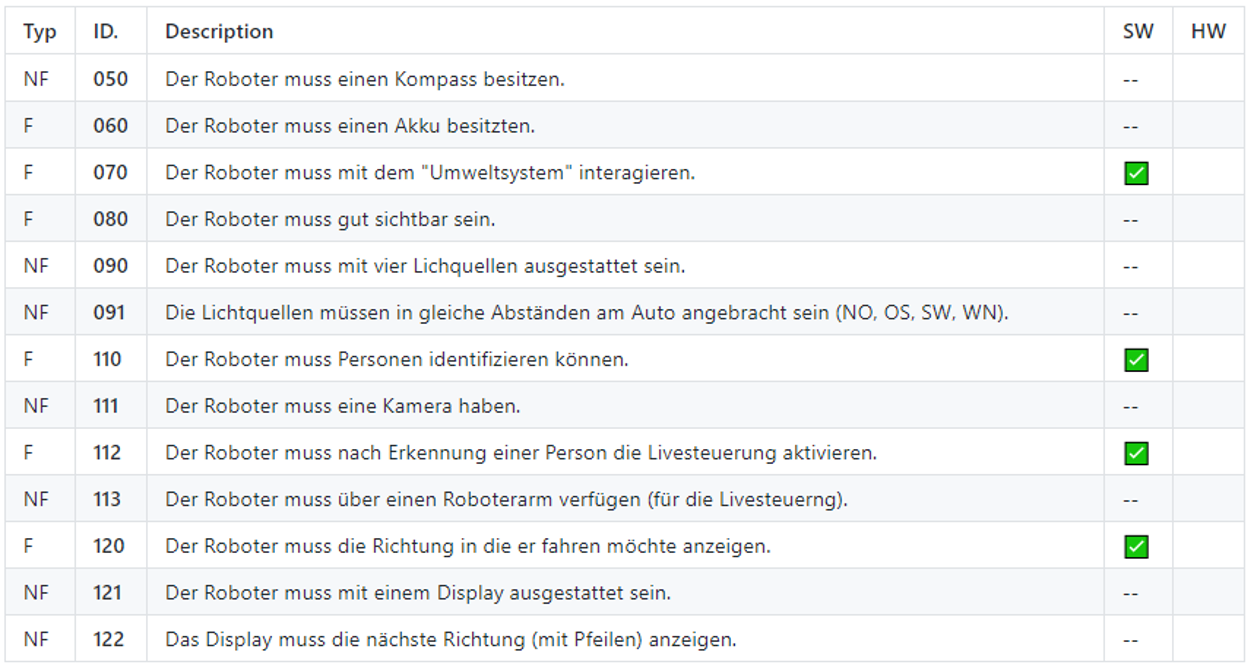 Typ ID. Description SW HW
NF 050 Der Roboter muss einen Kompass besitzen. --
F 060 Der Roboter muss einen Akku besitzten. --
F 070 Der Roboter muss mit dem "Umweltsystem" interagieren. ✅
F 080 Der Roboter muss gut sichtbar sein. --
NF 090 Der Roboter muss mit vier Lichquellen ausgestattet sein. --
NF 091 Die Lichtquellen müssen in gleiche Abständen am Auto angebracht sein (NO, OS, SW, WN). --
F 110 Der Roboter muss Personen identifizieren können. ✅
NF 111 Der Roboter muss eine Kamera haben. --
F 112 Der Roboter muss nach Erkennung einer Person die Livesteuerung aktivieren. ✅
NF 113 Der Roboter muss über einen Roboterarm verfügen (für die Livesteuerng). --
F 120 Der Roboter muss die Richtung in die er fahren möchte anzeigen. ✅
NF 121 Der Roboter muss mit einem Display ausgestattet sein. --
NF 122 Das Display muss die nächste Richtung (mit Pfeilen) anzeigen. --